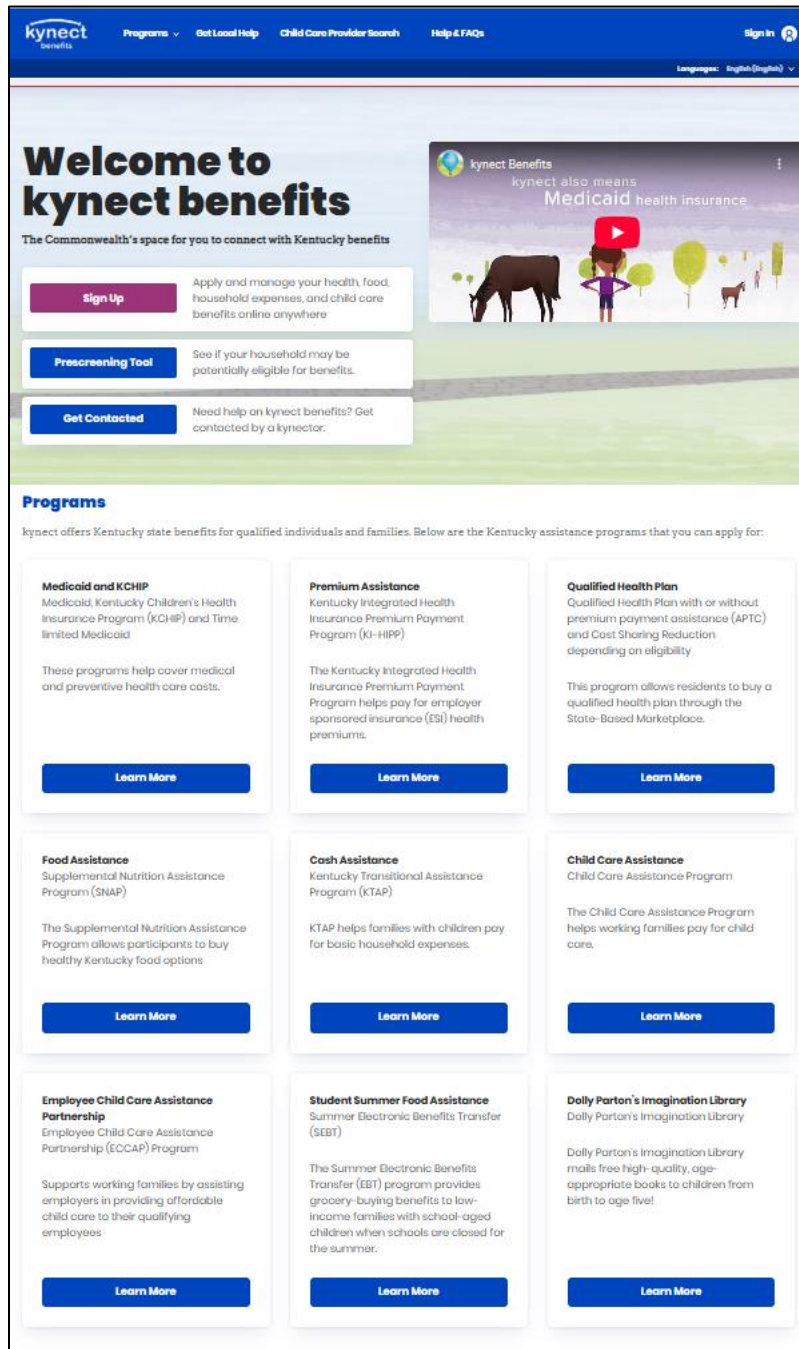 kynect
benefits
Programs
Get Local Help
Child Care Provider Search
Help & FAQs
Sign In
Languages: English (English)
Welcome to
kynect benefits
The Commonwealth's space for you to connect with Kentucky benefits
Sign Up
Apply and manage your health, food,
household expenses, and child care
benefits online anywhere
Prescreening Tool
See if your household may be
potentially eligible for benefits.
Get Contacted
Need help on kynect benefits? Get
contacted by a kynector.
kynect Benefits
kynect also means
Medicaid health insurance
Programs
kynect offers Kentucky state benefits for qualified individuals and families. Below are the Kentucky assistance programs that you can apply for:
Medicaid and KCHIP
Medicaid, Kentucky Children's Health
Insurance Program (KCHIP) and Time
limited Medicaid
These programs help cover medical
and preventive health care costs.
Learn More
Premium Assistance
Kentucky Integrated Health
Insurance Premium Payment
Program (KI-HIPP)
The Kentucky Integrated Health
Insurance Premium Payment
Program helps pay for employer
sponsored insurance (ESI) health
premiums.
Learn More
Qualified Health Plan
Qualified Health Plan with or without
premium payment assistance (APTC)
and Cost Sharing Reduction
depending on eligibility
This program allows residents to buy a
qualified health plan through the
State-Based Marketplace.
Learn More
Food Assistance
Supplemental Nutrition Assistance
Program (SNAP)
The Supplemental Nutrition Assistance
Program allows participants to buy
healthy Kentucky food options
Learn More
Cash Assistance
Kentucky Transitional Assistance
Program (KTAP)
KTAP helps families with children pay
for basic household expenses.
Learn More
Child Care Assistance
Child Care Assistance Program
The Child Care Assistance Program
helps working families pay for child
care.
Learn More
Employee Child Care Assistance
Partnership
Employee Child Care Assistance
Partnership (ECCAP) Program
Supports working families by assisting
employers in providing affordable
child care to their qualifying
employees
Learn More
Student Summer Food Assistance
Summer Electronic Benefits Transfer
(SEBT)
The Summer Electronic Benefits
Transfer (EBT) program provides
grocery-buying benefits to low-
income families with school-aged
children when schools are closed for
the summer.
Learn More
Dolly Parton's Imagination Library
Dolly Parton's Imagination Library
Dolly Parton's Imagination Library
mails free high-quality, age-
appropriate books to children from
birth to age five!
Learn More